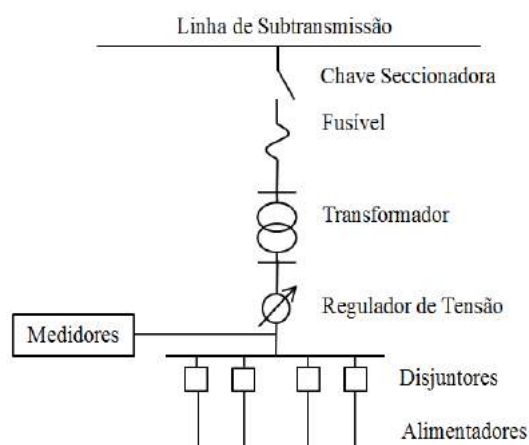 Linha de Subtransmissão
Chave Seccionadora
Fusível
Transformador
Regulador de Tensão
Medidores
Disjuntores
Alimentadores